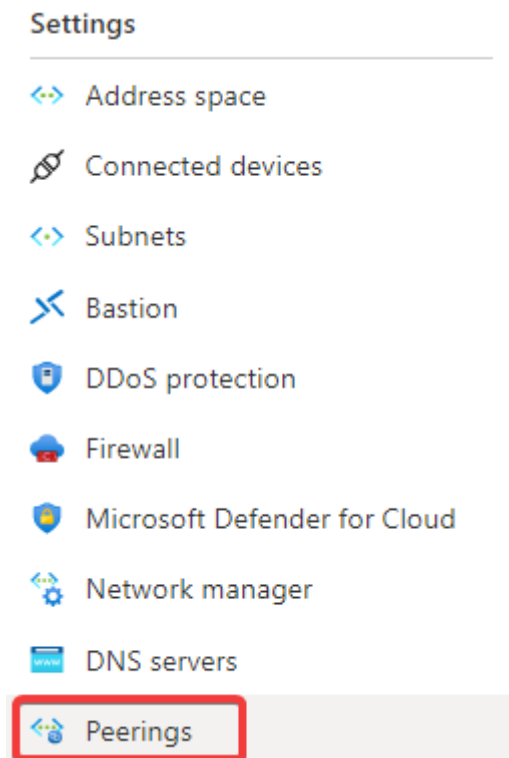 Settings
Address space
Connected devices
Subnets
Bastion
DDoS protection
Firewall
Microsoft Defender for Cloud
Network manager
DNS servers
Peerings